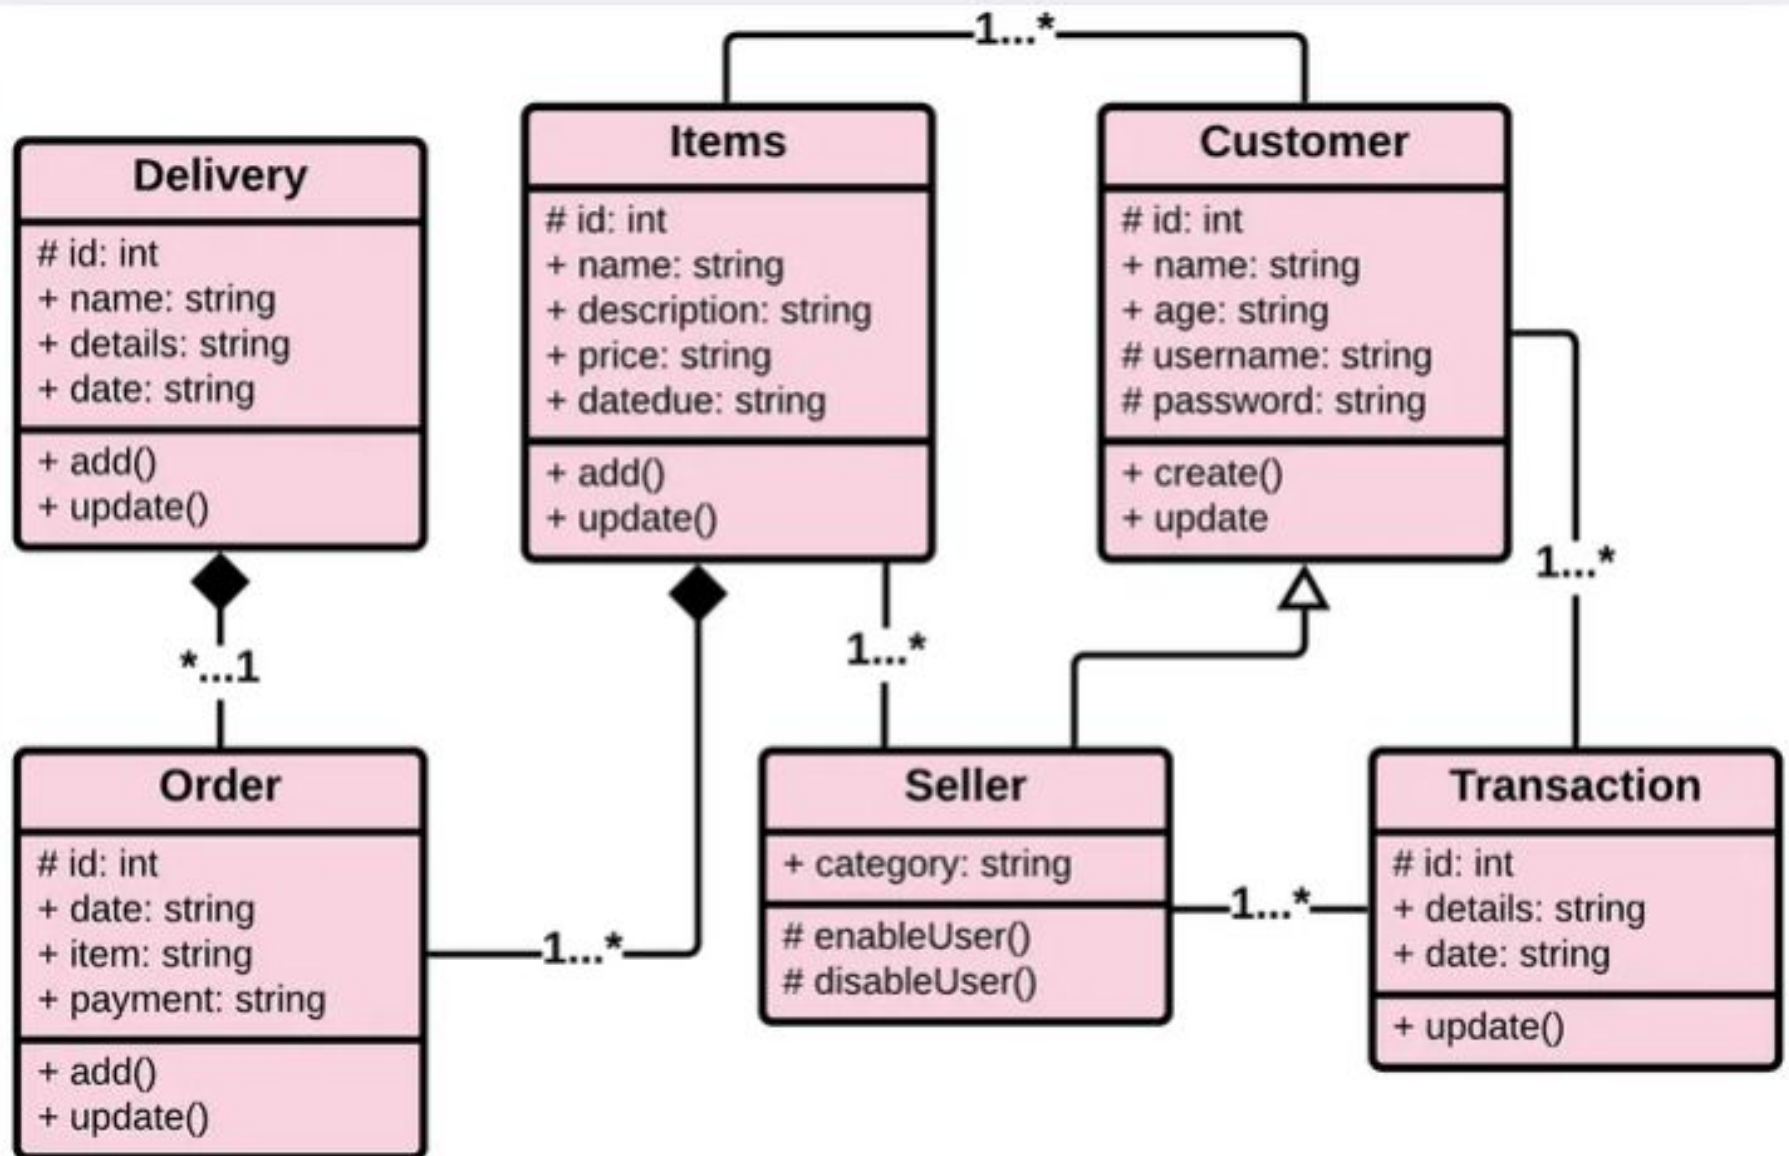 1...*
Delivery
# id: int
+ name: string
+ details: string
+ date: string
+ add()
+ update()
Items
# id: int
+ name: string
+ description: string
+ price: string
+ datedue: string
+ add()
+ update()
Customer
# id: int
+ name: string
+ age: string
# username: string
# password: string
+ create()
+ update
*...1
1...*
1...*
Order
# id: int
+ date: string
+ item: string
+ payment: string
+ add()
+ update()
1...*
Seller
+ category: string
# enableUser()
# disableUser()
1...*
Transaction
# id: int
+ details: string
+ date: string
+ update()